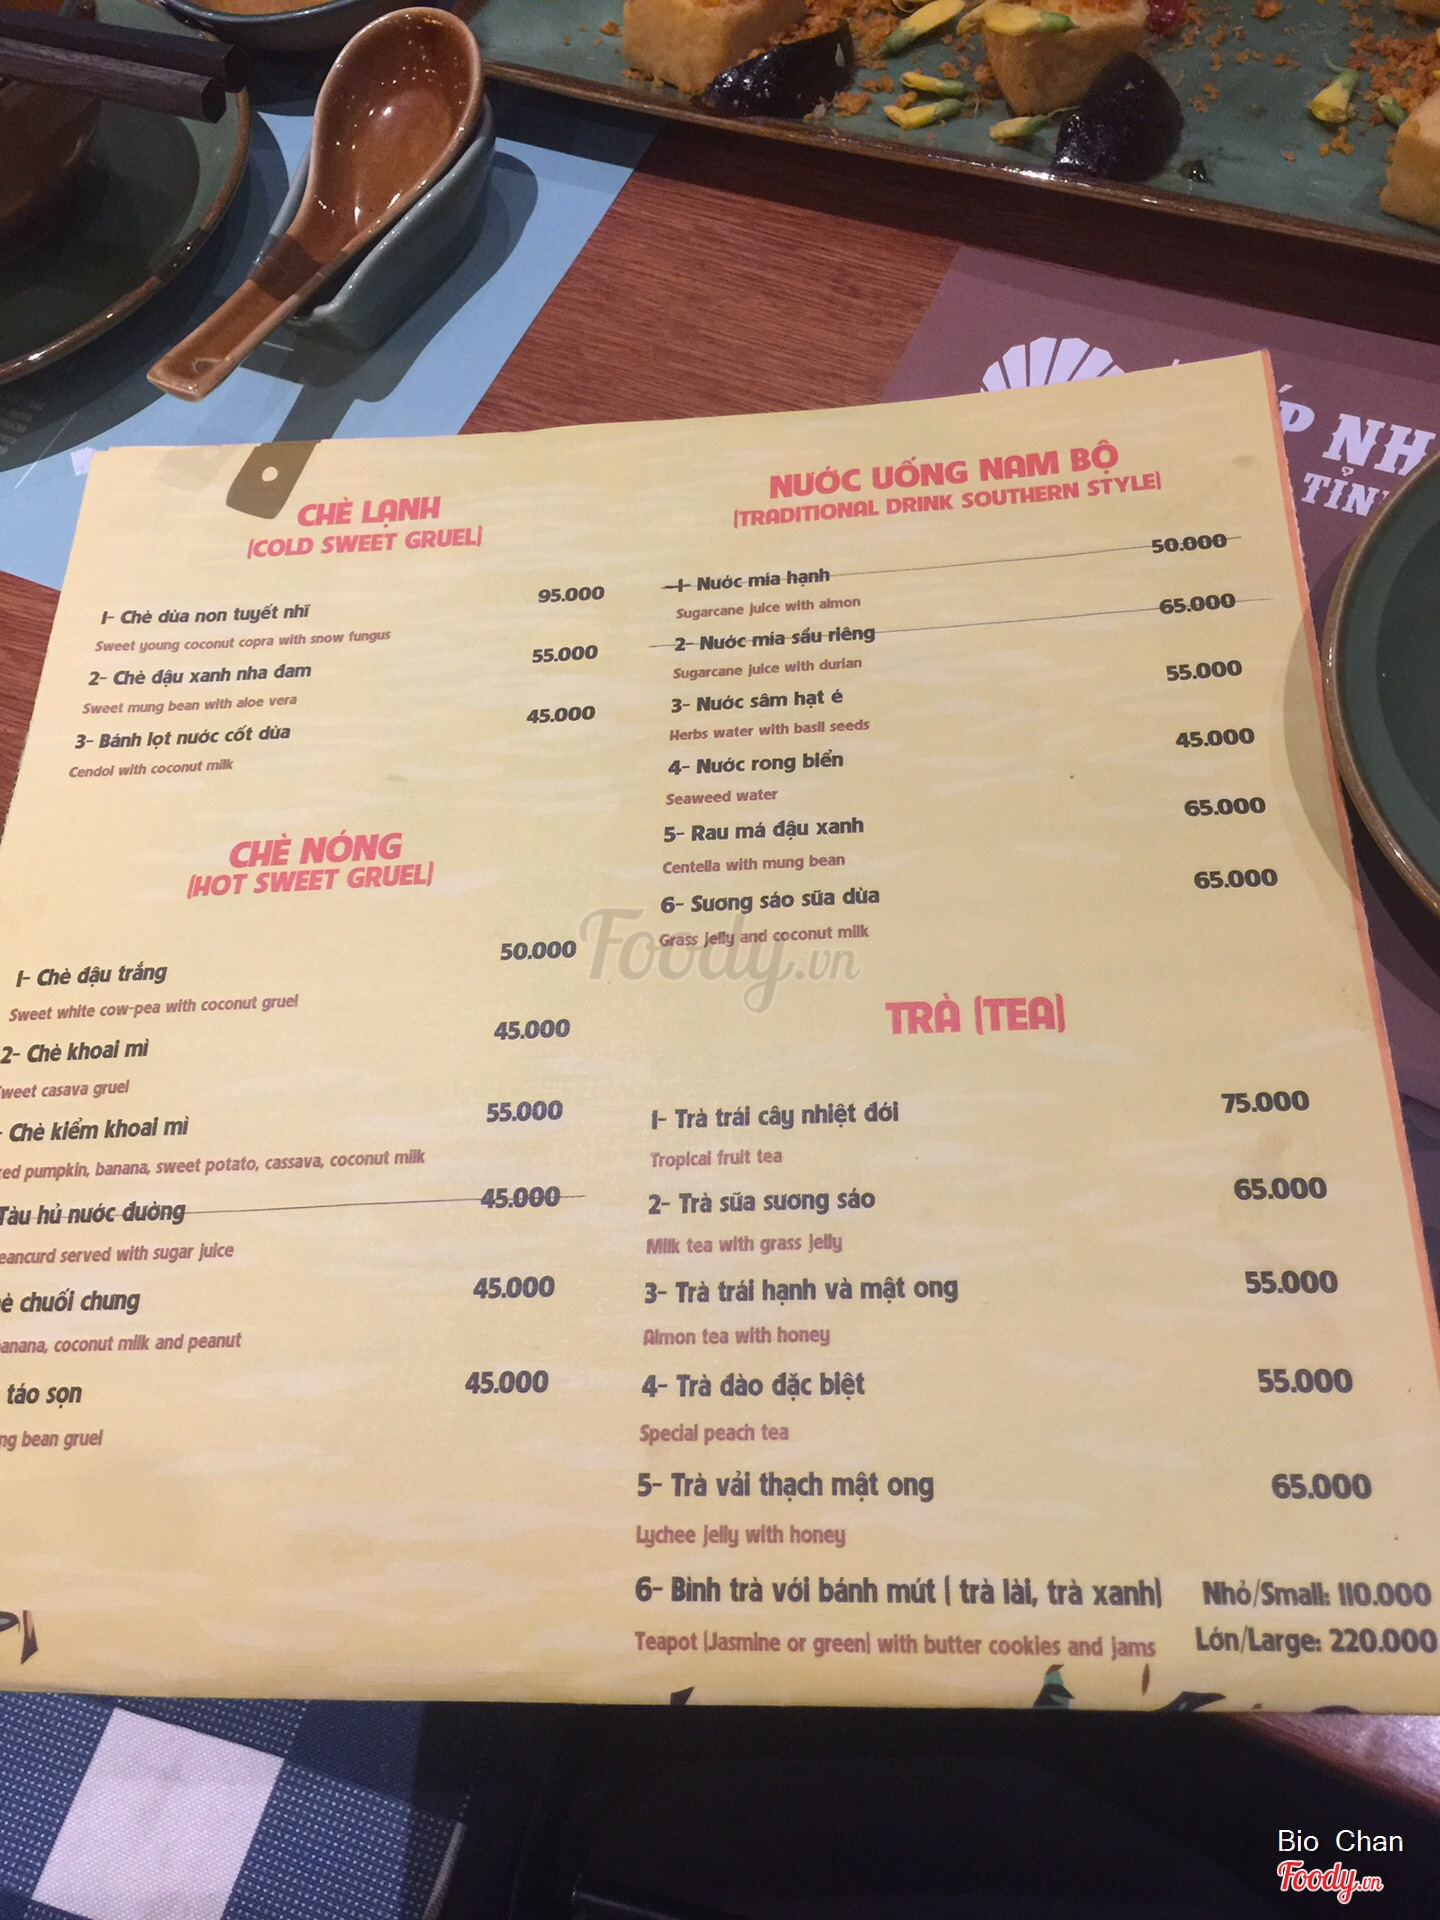 CHÈ LẠNH
(COLD SWEET GRUEL)
1- Chè dừa non tuyết nhĩ 95.000
Sweet young coconut copra with snow fungus
2- Chè đậu xanh nha đam 55.000
Sweet mung bean with aloe vera
3- Bánh lọt nước cốt dừa 45.000
Cendol with coconut milk
CHÈ NÓNG
(HOT SWEET GRUEL)
1- Chè đậu trắng 50.000
Sweet white cow-pea with coconut gruel
2- Chè khoai mì 45.000
weet casava gruel
- Chè kiểm khoai mì 55.000
ked pumpkin, banana, sweet potato, cassava, coconut milk
Tàu hủ nước đường 45.000
eancurd served with sugar juice
è chuối chưng 45.000
anana, coconut milk and peanut
táo sọn 45.000
ng bean gruel
NƯỚC UỐNG NAM BỘ
(TRADITIONAL DRINK SOUTHERN STYLE)
1- Nước mía hạnh 50.000
Sugarcane juice with almon
2- Nước mía sầu riêng 65.000
Sugarcane juice with durian
3- Nước sâm hạt é 55.000
Herbs water with basil seeds
4- Nước rong biển 45.000
Seaweed water
5- Rau má đậu xanh 65.000
Centella with mung bean
6- Sương sáo sữa dừa 65.000
Grass jelly and coconut milk
TRÀ (TEA)
1- Trà trái cây nhiệt đới 75.000
Tropical fruit tea
2- Trà sữa sương sáo 65.000
Milk tea with grass jelly
3- Trà trái hạnh và mật ong 55.000
Almon tea with honey
4- Trà đào đặc biệt 55.000
Special peach tea
5- Trà vải thạch mật ong 65.000
Lychee jelly with honey
6- Bình trà với bánh mứt ( trà lài, trà xanh) Nhỏ/Small: 110.000
Teapot (Jasmine or green) with butter cookies and jams Lớn/Large: 220.000
ẾP NH
TỈN
Foody.vn
Bio Chan
Foody.vn